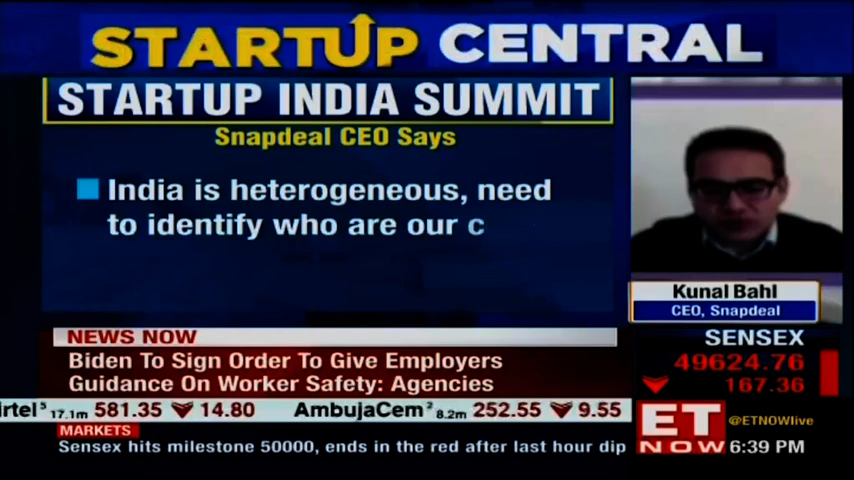 STARTUP CENTRAL
STARTUP INDIA SUMMIT
Snapdeal CEO Says
India is heterogeneous, need
to identify who are our c
Kunal Bahl
CEO, Snapdeal
NEWS NOW
Biden To Sign Order To Give Employers
Guidance On Worker Safety: Agencies
SENSEX
49624.76
167.36
irtel 5 17.1m 581.35 14.80 AmbujaCem 2 8.2m 252.55 9.55
MARKETS
Sensex hits milestone 50000, ends in the red after last hour dip
ET
NOW
@ETNOWlive
6:39 PM